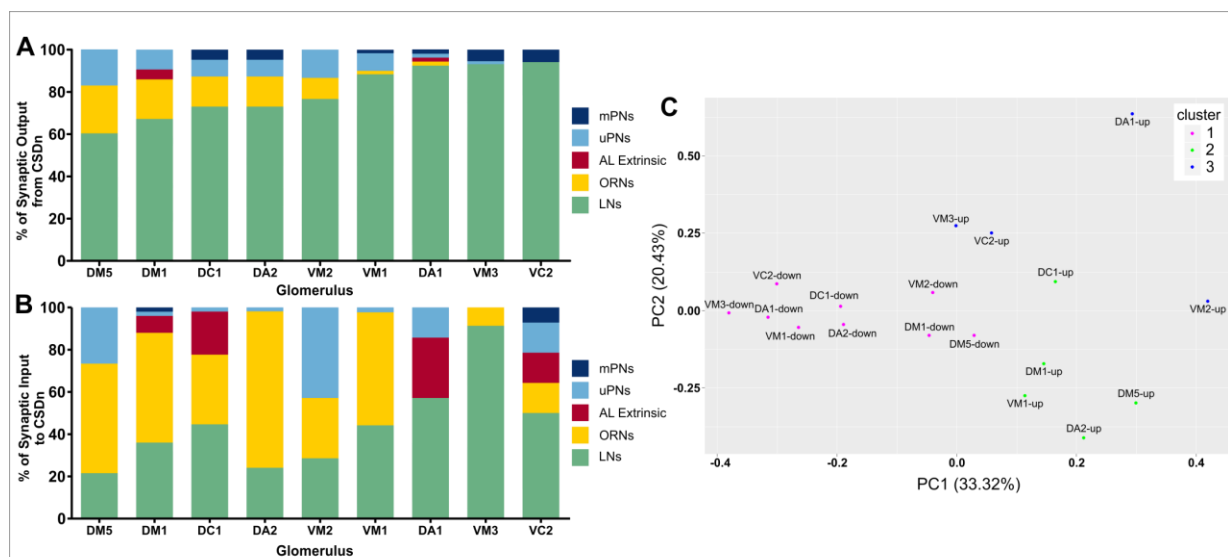 A
% of Synaptic Output
from CSDn
100
80
60
40
20
0
DM5 DM1 DC1 DA2 VM2 VM1 DA1 VM3 VC2
Glomerulus
mPNs
uPNs
AL Extrinsic
ORNs
LNs
B
% of Synaptic Input
to CSDn
100
80
60
40
20
0
DM5 DM1 DC1 DA2 VM2 VM1 DA1 VM3 VC2
Glomerulus
mPNs
uPNs
AL Extrinsic
ORNs
LNs
C
cluster
1
2
3
PC2 (20.43%)
0.50
0.25
0.00
-0.25
DA1-up
VM3-up
VC2-up
VC2-down
DC1-down
VM2-down
DC1-up
VM3-down
DA1-down
VM2-up
VM1-down
DA2-down
DM1-down
DM5-down
DM1-up
VM1-up
DM5-up
DA2-up
-0.4 -0.2 0.0 0.2 0.4
PC1 (33.32%)